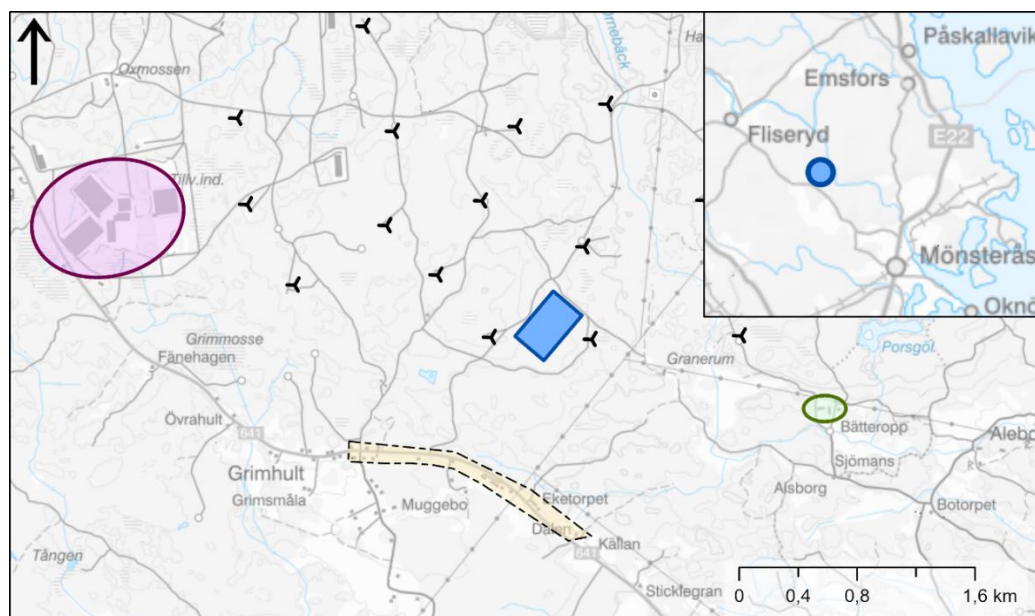 Oxmossen
Tillv.ind.
Grimmosse
Fänehagen
Övrahult
641
Grimhult
Grimsmåla
Muggebo
Tången
Eketorpet
Dalen
Källan
641
Sticklegran
Granerum
Porsgöl.
Bätteropp
Sjömans
Alsborg
Botorpet
Påskallavik
Emsfors
E22
Fliseryd
Mönsterås
0 0,4 0,8 1,6 km